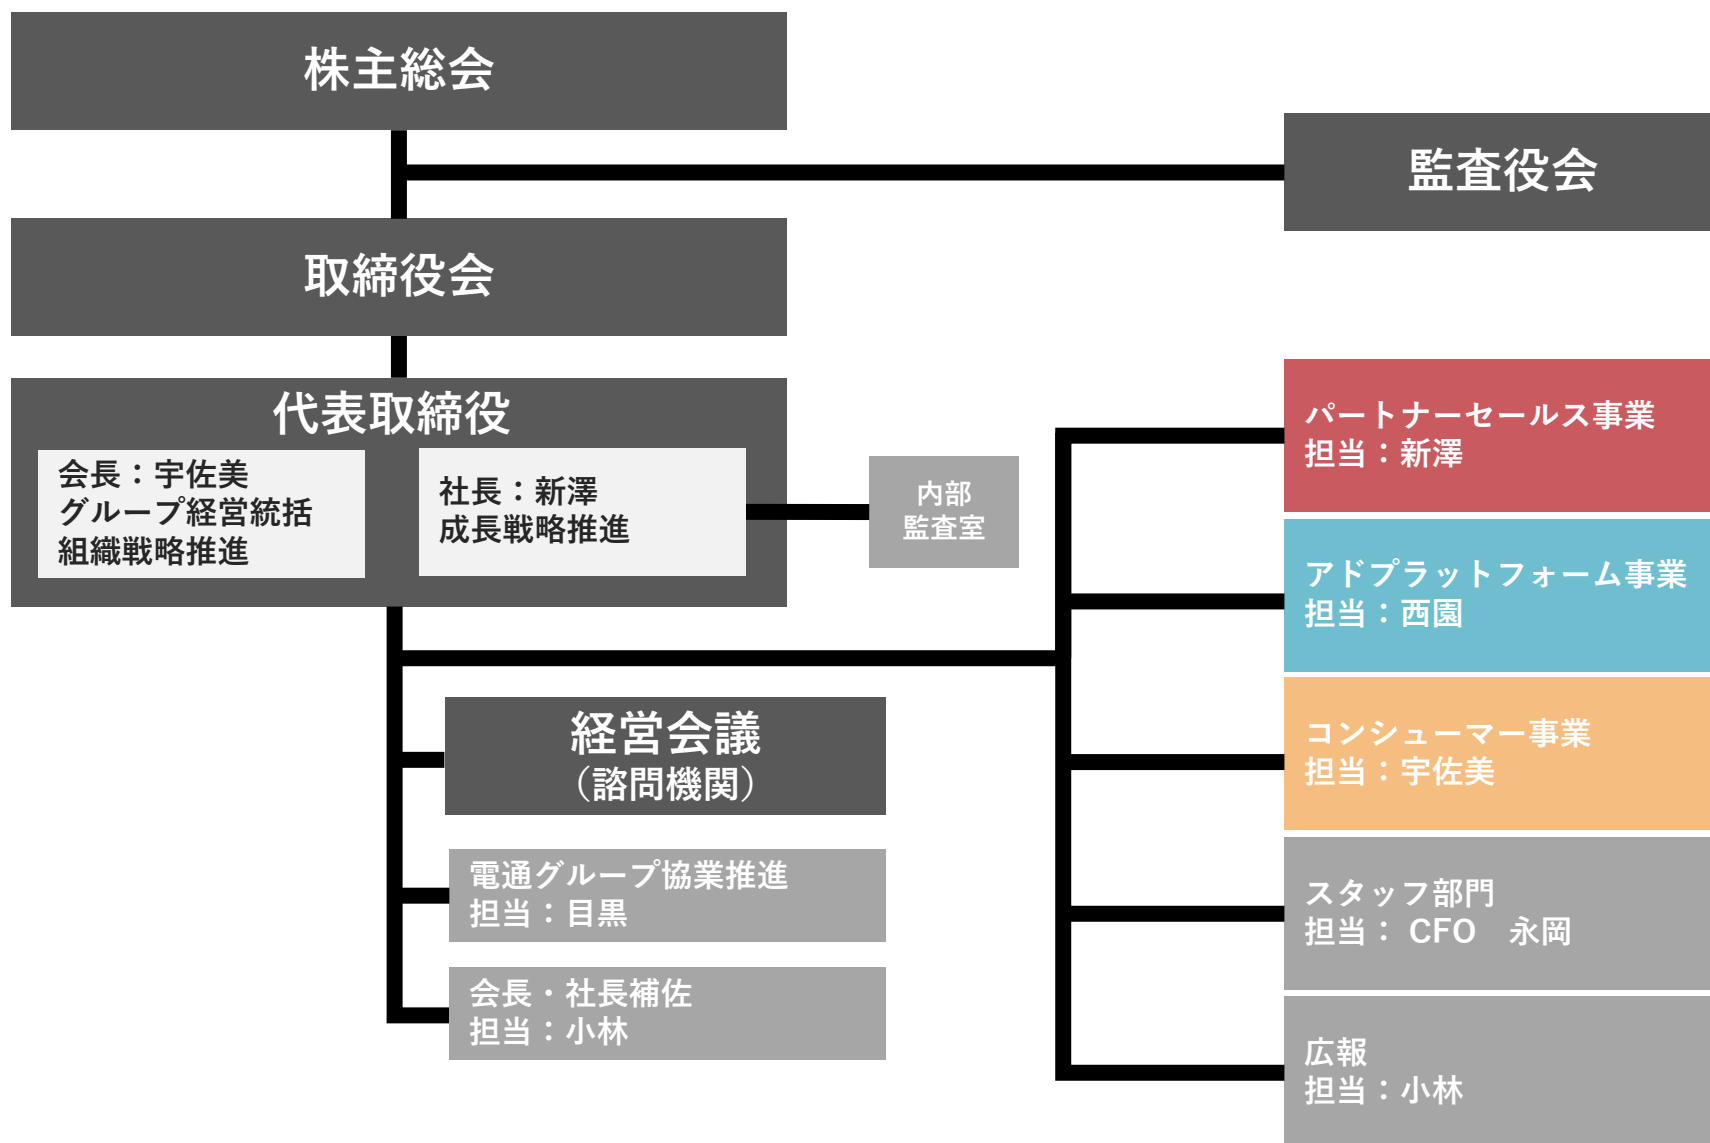 株主総会
監査役会
取締役会
代表取締役
会長：宇佐美
グループ経営統括
組織戦略推進
社長：新澤
成長戦略推進
内部
監査室
経営会議
（諮問機関）
電通グループ協業推進
担当：目黒
会長・社長補佐
担当：小林
パートナーセールス事業
担当：新澤
アドプラットフォーム事業
担当：西園
コンシューマー事業
担当：宇佐美
スタッフ部門
担当： CFO　永岡
広報
担当：小林